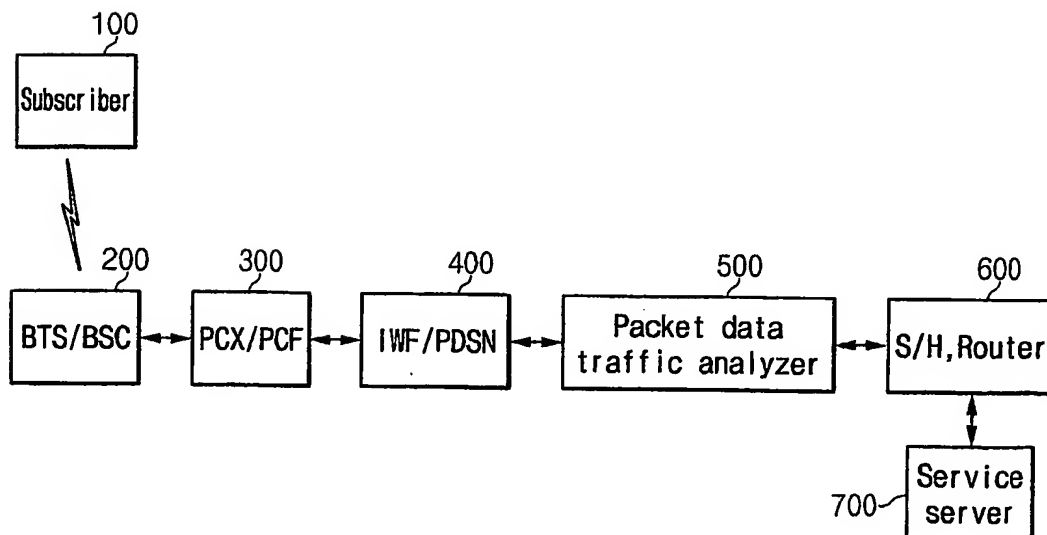 100
Subscriber
200
BTS/BSC
300
PCX/PCF
400
IWF/PDSN
500
Packet data
traffic analyzer
600
S/H,Router
700
Service
server